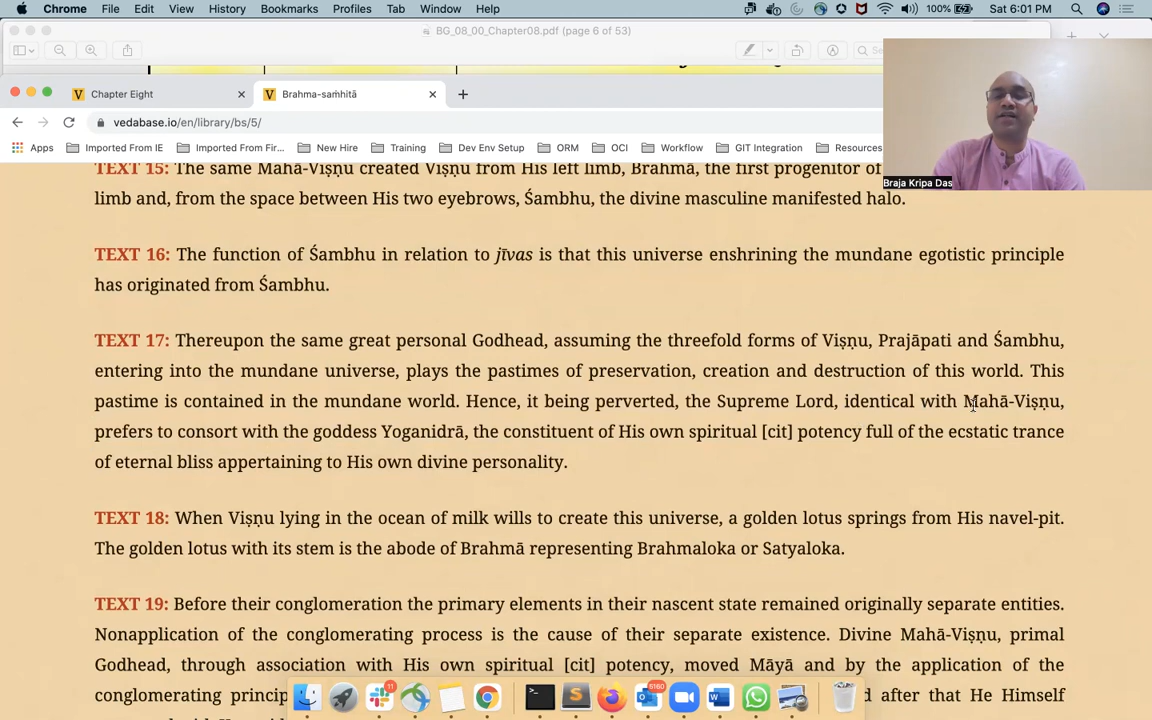 Chrome File Edit View History Bookmarks Profiles Tab Window Help 100% Sat 6:01 PM
BG_08_00_Chapter08.pdf (page 6 of 53)
Chapter Eight Brahma-saṁhitā
vedabase.io/en/library/bs/5/
Apps Imported From IE Imported From Fir... New Hire Training Dev Env Setup ORM OCI Workflow GIT Integration Resources
Braja Kripa Das
TEXT 15: The same Mahā-Viṣṇu created Viṣṇu from His left limb, Brahmā, the first progenitor of
limb and, from the space between His two eyebrows, Śambhu, the divine masculine manifested halo.
TEXT 16: The function of Śambhu in relation to jīvas is that this universe enshrining the mundane egotistic principle
has originated from Śambhu.
TEXT 17: Thereupon the same great personal Godhead, assuming the threefold forms of Viṣṇu, Prajāpati and Śambhu,
entering into the mundane universe, plays the pastimes of preservation, creation and destruction of this world. This
pastime is contained in the mundane world. Hence, it being perverted, the Supreme Lord, identical with Mahā-Viṣṇu,
prefers to consort with the goddess Yoganidrā, the constituent of His own spiritual [cit] potency full of the ecstatic trance
of eternal bliss appertaining to His own divine personality.
TEXT 18: When Viṣṇu lying in the ocean of milk wills to create this universe, a golden lotus springs from His navel-pit.
The golden lotus with its stem is the abode of Brahmā representing Brahmaloka or Satyaloka.
TEXT 19: Before their conglomeration the primary elements in their nascent state remained originally separate entities.
Nonapplication of the conglomerating process is the cause of their separate existence. Divine Mahā-Viṣṇu, primal
Godhead, through association with His own spiritual [cit] potency, moved Māyā and by the application of the
conglomerating after that He Himself